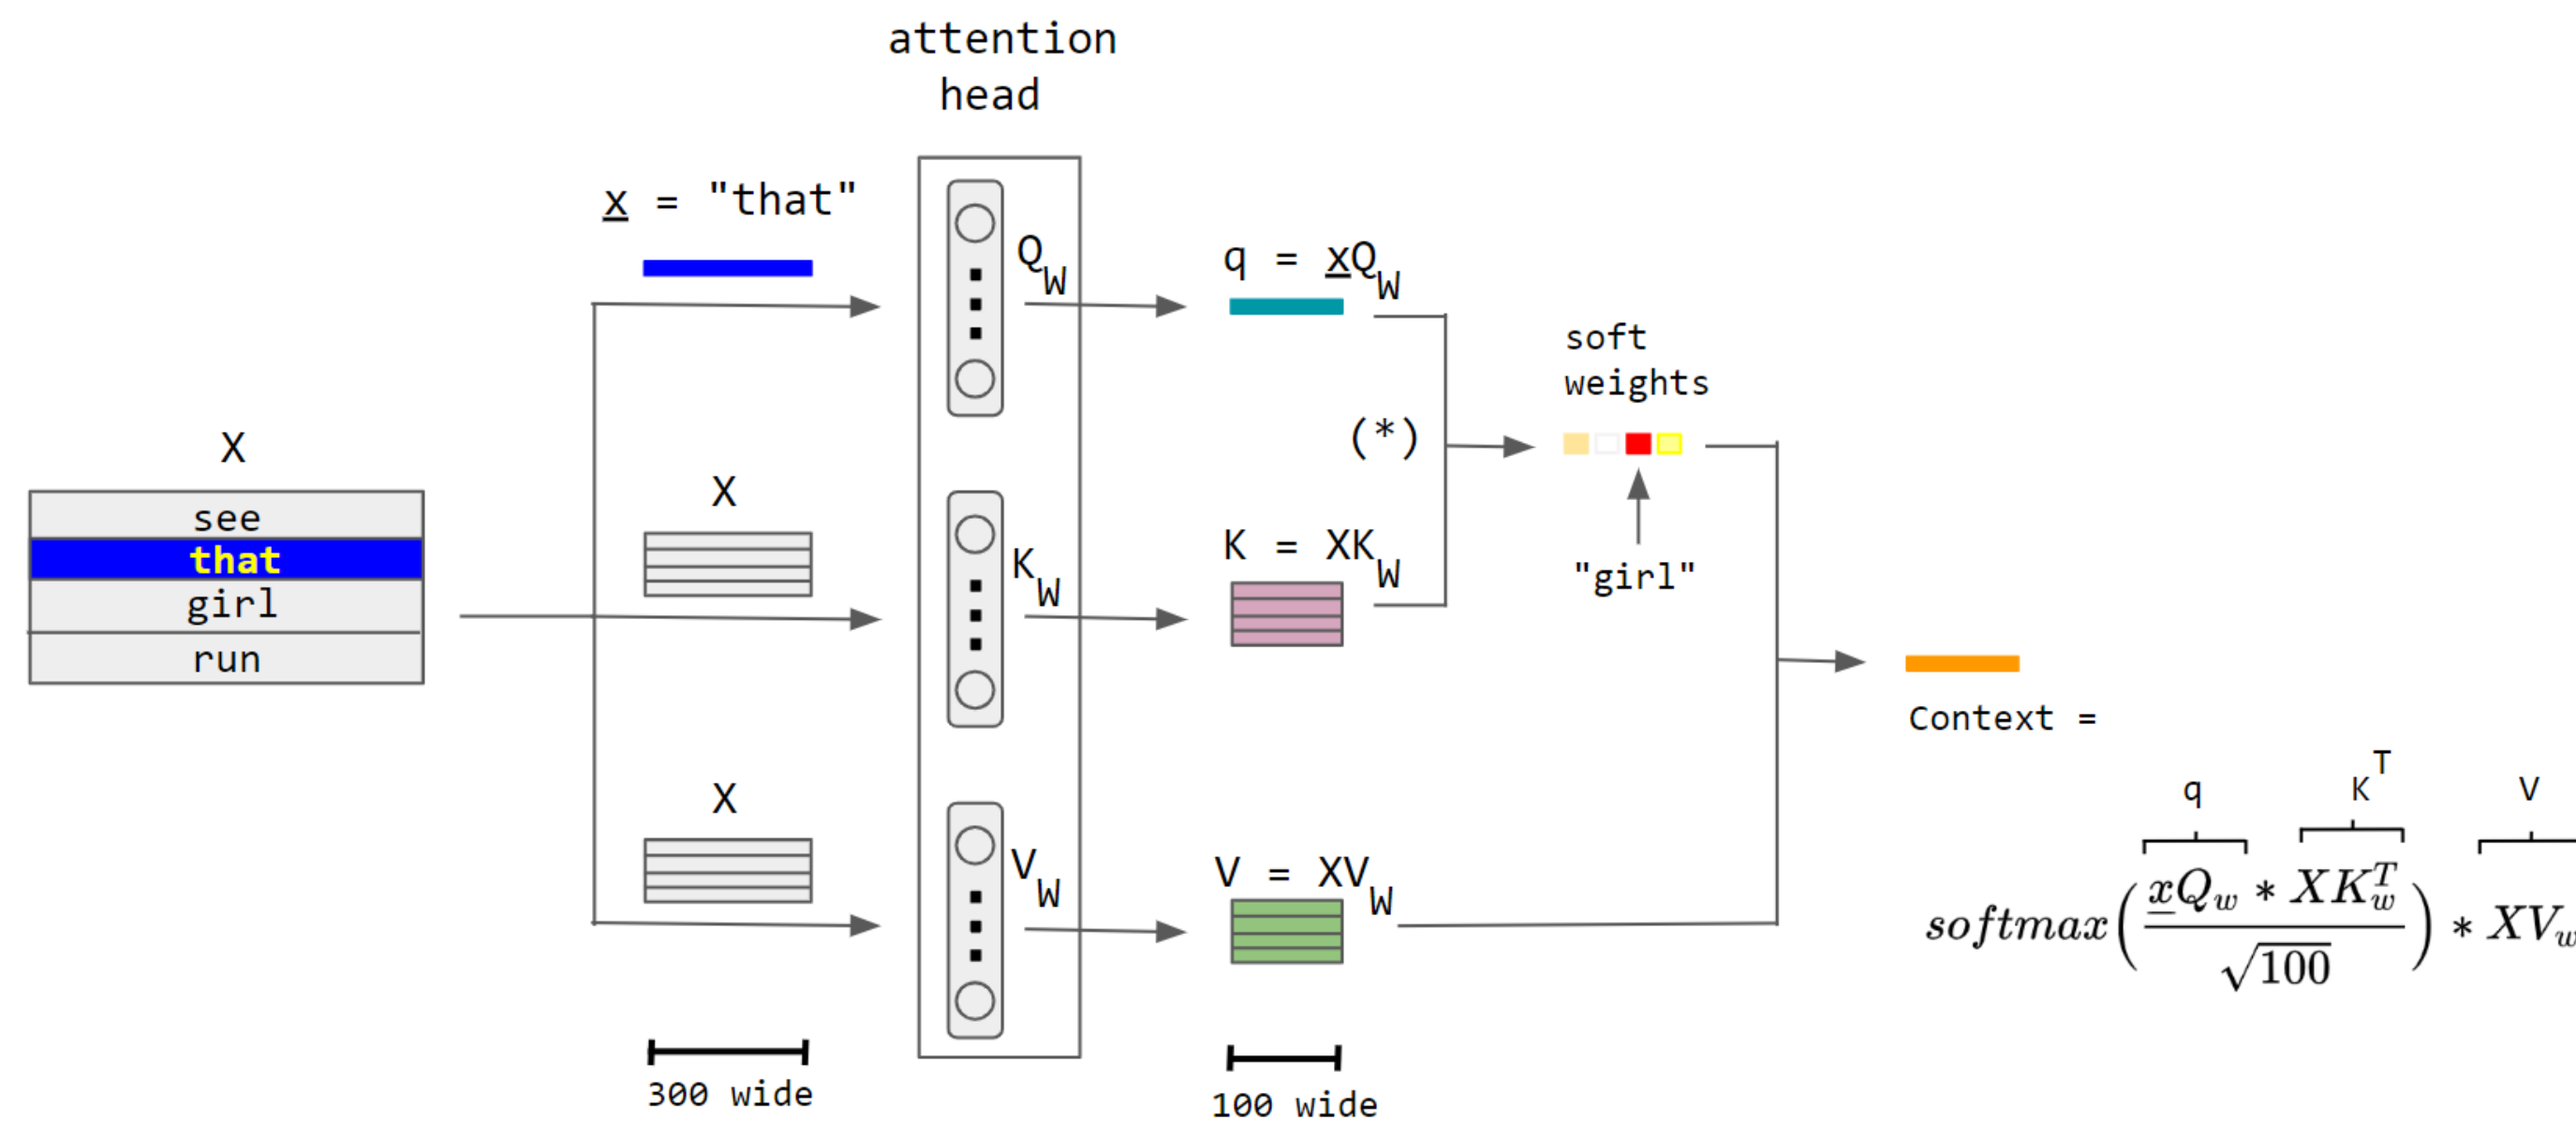 attention
head
x = "that"
Q
W
q = xQ
W
soft
weights
X
see
that
girl
run
X
K
W
(*)
K = XK
W
"girl"
X
V
W
V = XV
W
Context =
q
K
T
V
softmax(xQw * XKwT / √100) * XVw
300 wide
100 wide